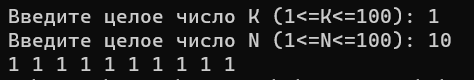 Введите целое число K (1<=K<=100): 1
Введите целое число N (1<=N<=100): 10
1 1 1 1 1 1 1 1 1 1